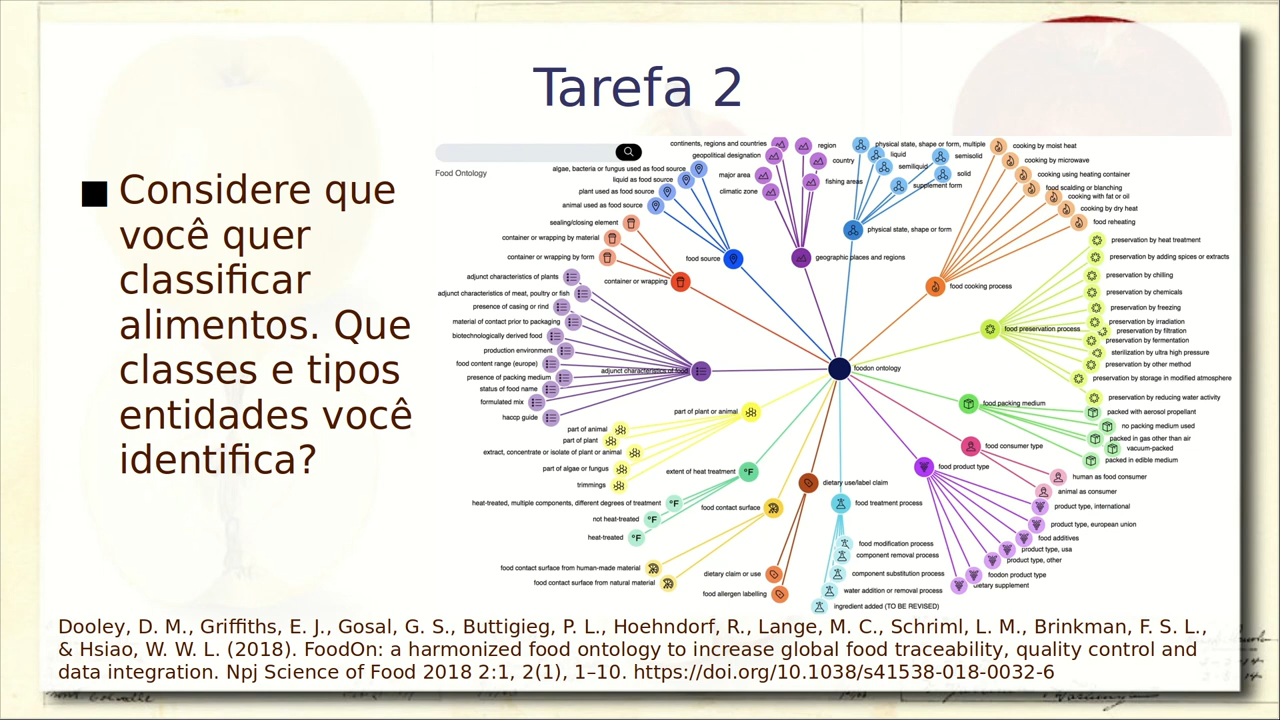 Tarefa 2
■ Considere que
você quer
classificar
alimentos. Que
classes e tipos
entidades você
identifica?
Food Ontology
continents, regions and countries
geopolitical designation
major area
climatic zone
region
country
fishing areas
geographic places and regions
physical state, shape or form, multiple
liquid
semisolid
semiliquid
solid
supplement form
physical state, shape or form
cooking by moist heat
cooking by microwave
cooking using heating container
food scalding or blanching
cooking with fat or oil
cooking by dry heat
food reheating
food cooking process
algae, bacteria or fungus used as food source
liquid as food source
plant used as food source
animal used as food source
food source
sealing/closing element
container or wrapping by material
container or wrapping by form
container or wrapping
preservation by heat treatment
preservation by adding spices or extracts
preservation by chilling
preservation by chemicals
preservation by freezing
preservation by irradiation
preservation by filtration
preservation by fermentation
sterilization by ultra high pressure
preservation by other method
preservation by storage in modified atmosphere
preservation by reducing water activity
food preservation process
adjunct characteristics of plants
adjunct characteristics of meat, poultry or fish
presence of casing or rind
material of contact prior to packaging
biotechnologically derived food
production environment
food content range (europe)
presence of packing medium
status of food name
formulated mix
haccp guide
adjunct characteristics of food
foodon ontology
food packing medium
packed with aerosol propellant
no packing medium used
packed in gas other than air
vacuum-packed
packed in edible medium
part of plant or animal
part of animal
part of plant
extract, concentrate or isolate of plant or animal
part of algae or fungus
trimmings
food consumer type
human as food consumer
animal as consumer
food product type
product type, international
product type, european union
food additives
product type, usa
product type, other
foodon product type
dietary supplement
extent of heat treatment
heat-treated, multiple components, different degrees of treatment
not heat-treated
heat-treated
food contact surface
food contact surface from human-made material
food contact surface from natural material
dietary use/label claim
dietary claim or use
food allergen labelling
food treatment process
food modification process
component removal process
component substitution process
water addition or removal process
ingredient added (TO BE REVISED)
Dooley, D. M., Griffiths, E. J., Gosal, G. S., Buttigieg, P. L., Hoehndorf, R., Lange, M. C., Schriml, L. M., Brinkman, F. S. L.,
& Hsiao, W. W. L. (2018). FoodOn: a harmonized food ontology to increase global food traceability, quality control and
data integration. Npj Science of Food 2018 2:1, 2(1), 1–10. https://doi.org/10.1038/s41538-018-0032-6